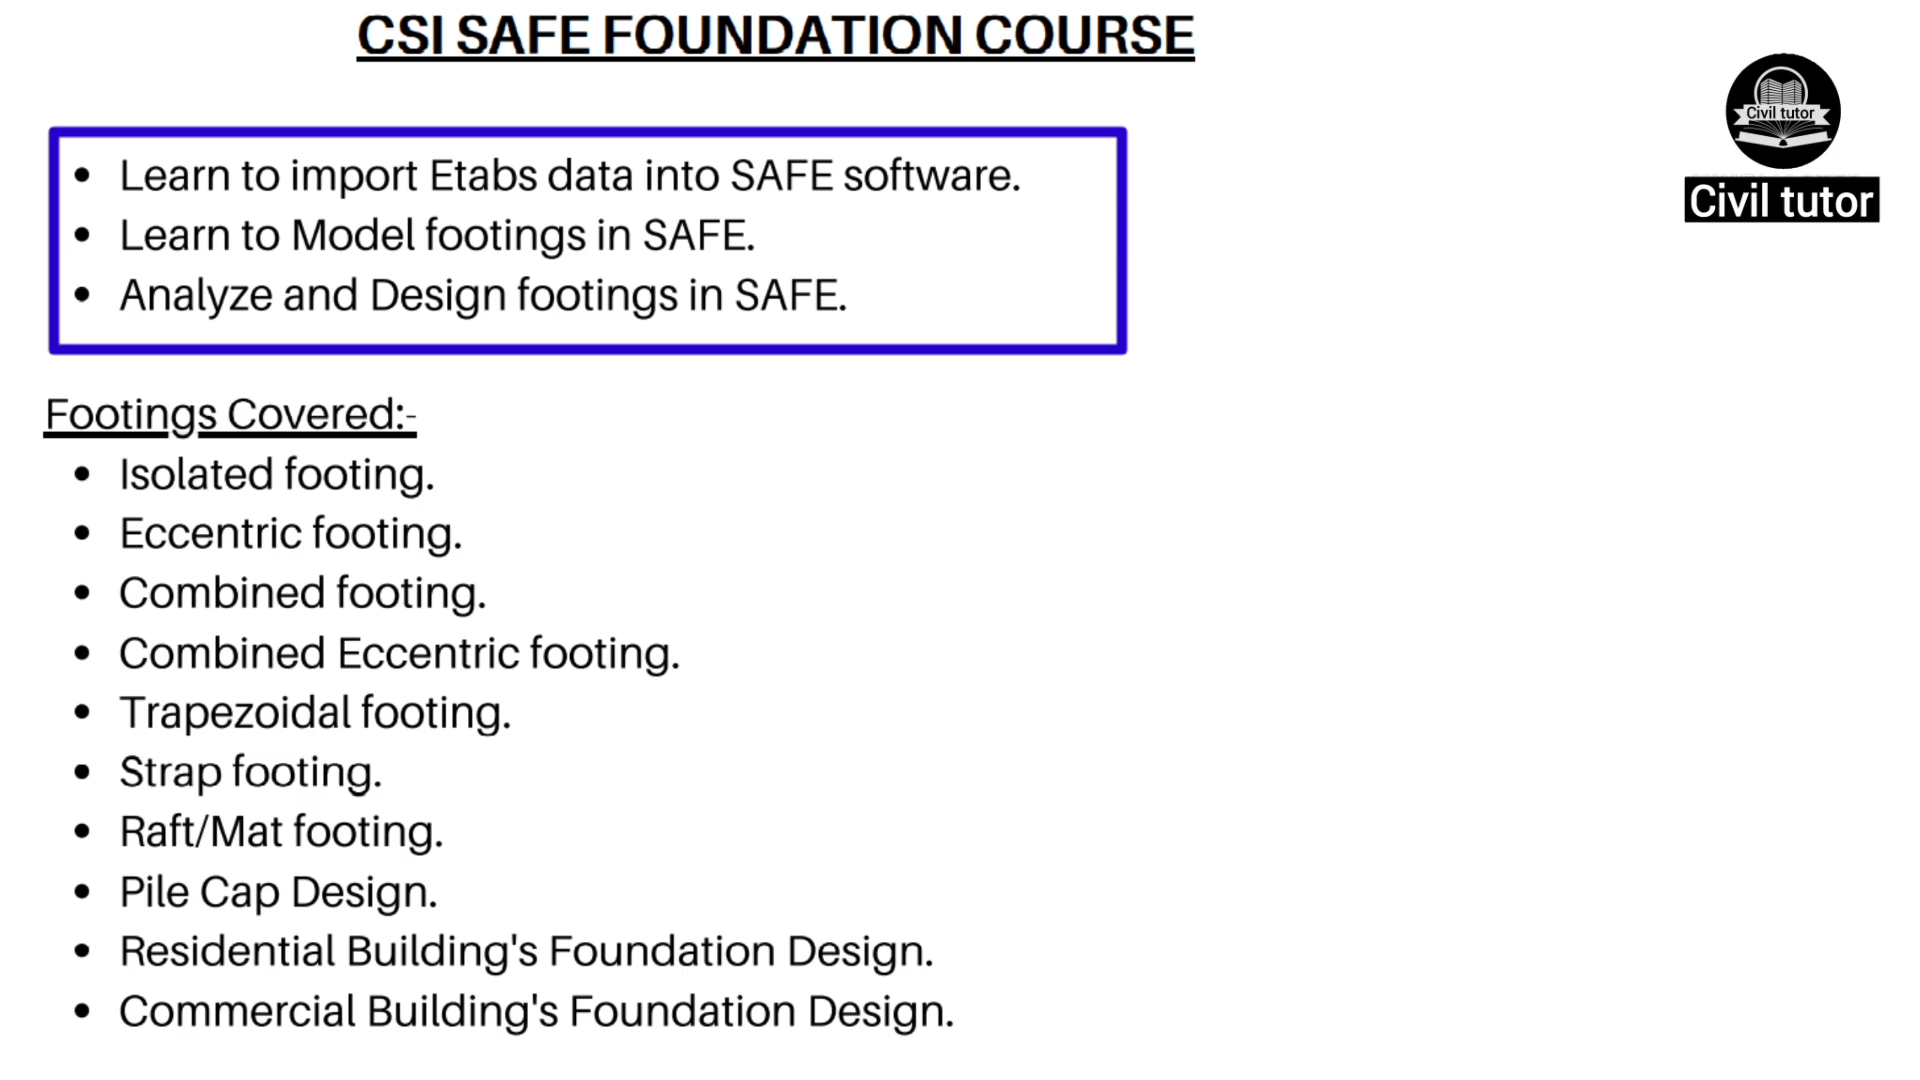 CSI SAFE FOUNDATION COURSE
Civil tutor
Civil tutor
• Learn to import Etabs data into SAFE software.
• Learn to Model footings in SAFE.
• Analyze and Design footings in SAFE.
Footings Covered:-
• Isolated footing.
• Eccentric footing.
• Combined footing.
• Combined Eccentric footing.
• Trapezoidal footing.
• Strap footing.
• Raft/Mat footing.
• Pile Cap Design.
• Residential Building's Foundation Design.
• Commercial Building's Foundation Design.